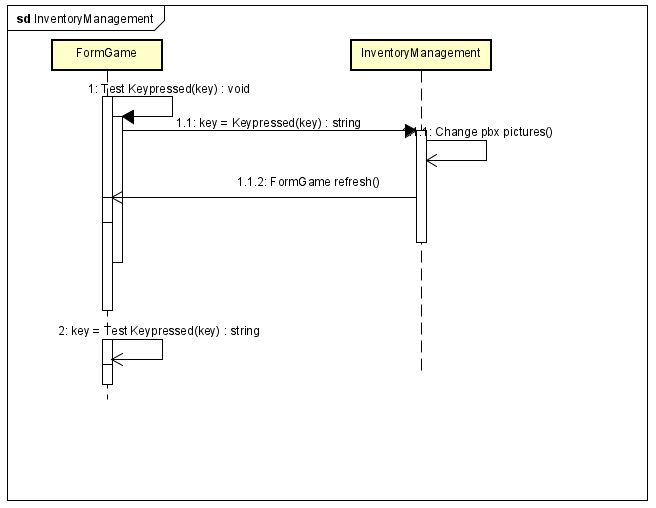 sd InventoryManagement
FormGame
InventoryManagement
1: Test Keypressed(key) : void
1.1: key = Keypressed(key) : string
1.1.1: Change pbx pictures()
1.1.2: FormGame refresh()
2: key = Test Keypressed(key) : string